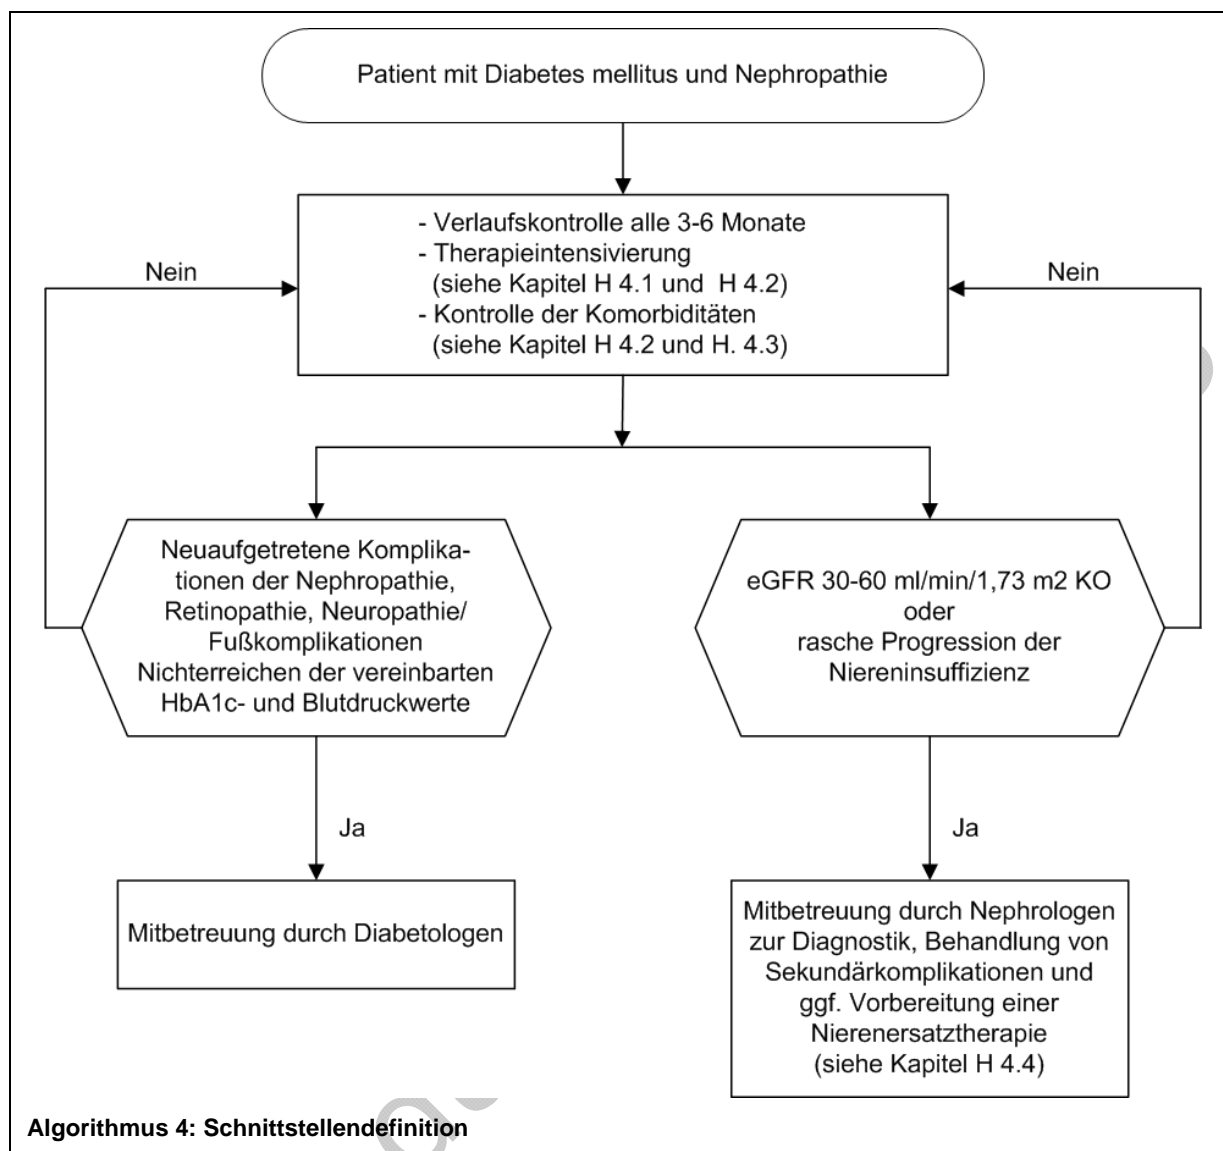 Patient mit Diabetes mellitus und Nephropathie
- Verlaufskontrolle alle 3-6 Monate
- Therapieintensivierung
(siehe Kapitel H 4.1 und H 4.2)
- Kontrolle der Komorbiditäten
(siehe Kapitel H 4.2 und H. 4.3)
Nein
Nein
Neuaufgetretene Komplika-
tionen der Nephropathie,
Retinopathie, Neuropathie/
Fußkomplikationen
Nichterreichen der vereinbarten
HbA1c- und Blutdruckwerte
eGFR 30-60 ml/min/1,73 m2 KO
oder
rasche Progression der
Niereninsuffizienz
Ja
Ja
Mitbetreuung durch Diabetologen
Mitbetreuung durch Nephrologen
zur Diagnostik, Behandlung von
Sekundärkomplikationen und
ggf. Vorbereitung einer
Nierenersatztherapie
(siehe Kapitel H 4.4)
Algorithmus 4: Schnittstellendefinition